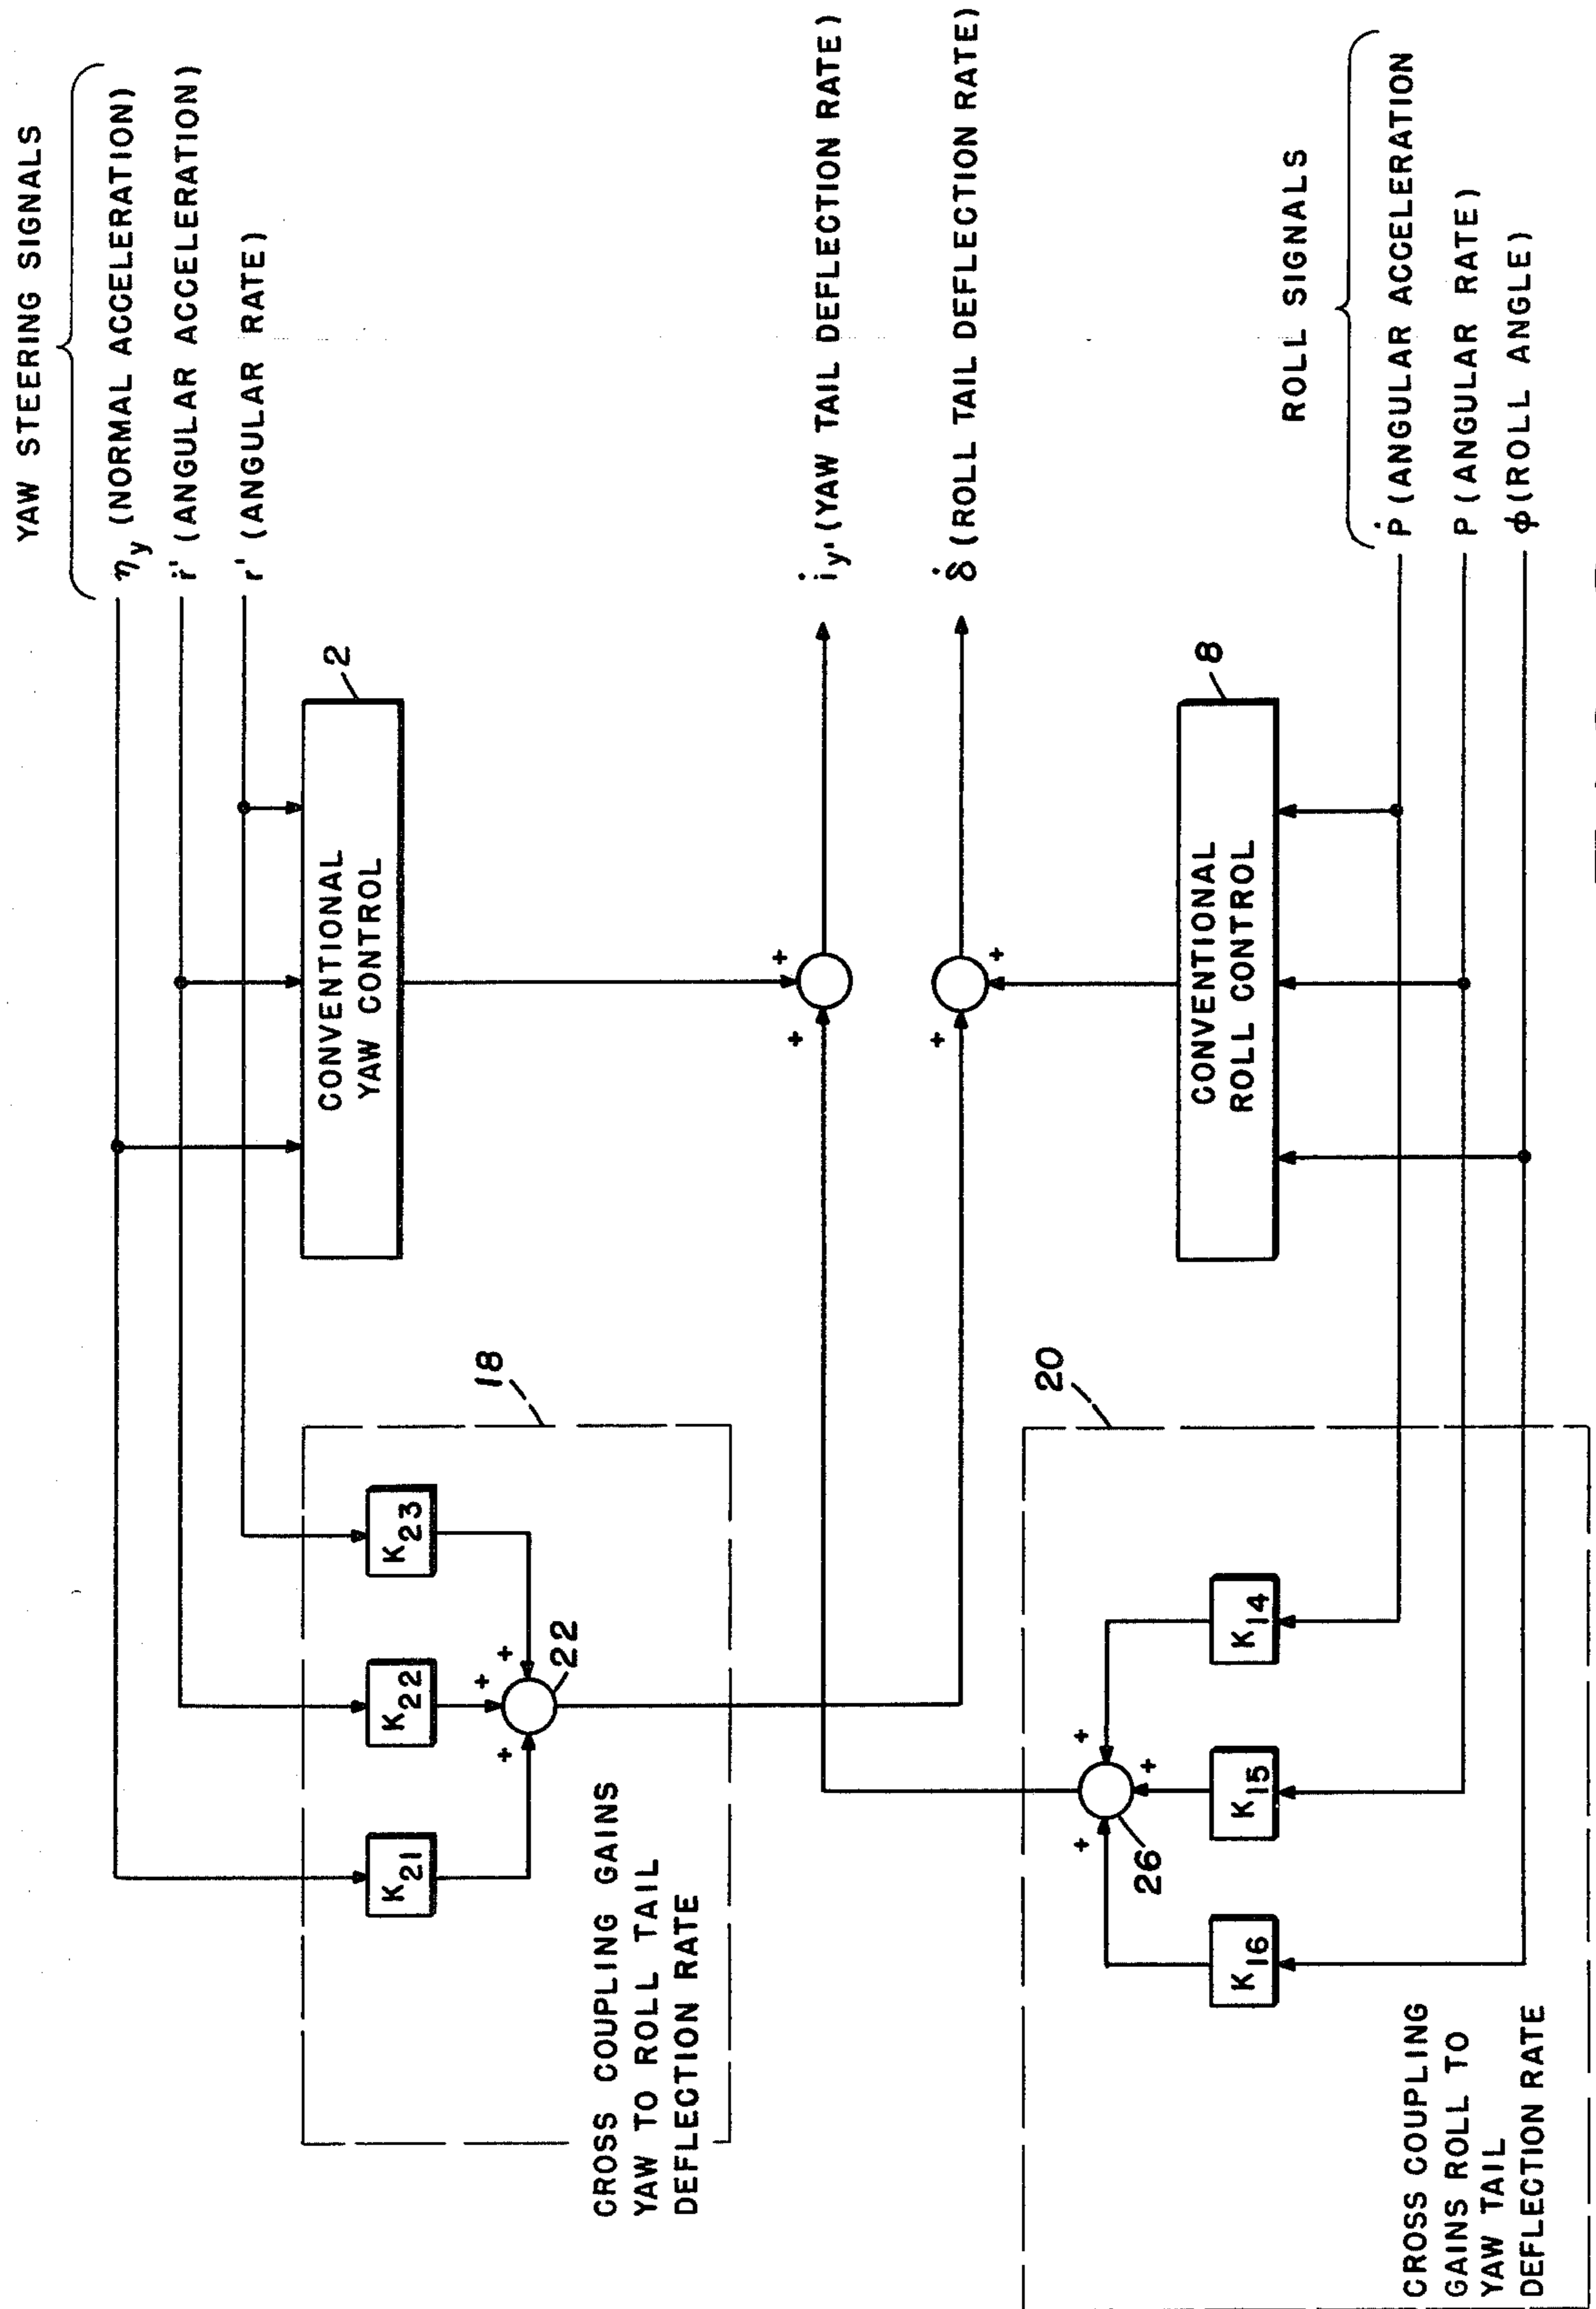 YAW STEERING SIGNALS
η_y (NORMAL ACCELERATION)
ṙ' (ANGULAR ACCELERATION)
r' (ANGULAR RATE)
2
CONVENTIONAL
YAW CONTROL
18
K23
K22
K21
+
+
+
22
CROSS COUPLING GAINS
YAW TO ROLL TAIL
DEFLECTION RATE
+
+
i̇y' (YAW TAIL DEFLECTION RATE)
+
+
δ̇ (ROLL TAIL DEFLECTION RATE)
8
CONVENTIONAL
ROLL CONTROL
ROLL SIGNALS
Ṗ (ANGULAR ACCELERATION
P (ANGULAR RATE)
ϕ (ROLL ANGLE)
20
+
+
+
26
K14
K15
K16
CROSS COUPLING
GAINS ROLL TO
YAW TAIL
DEFLECTION RATE